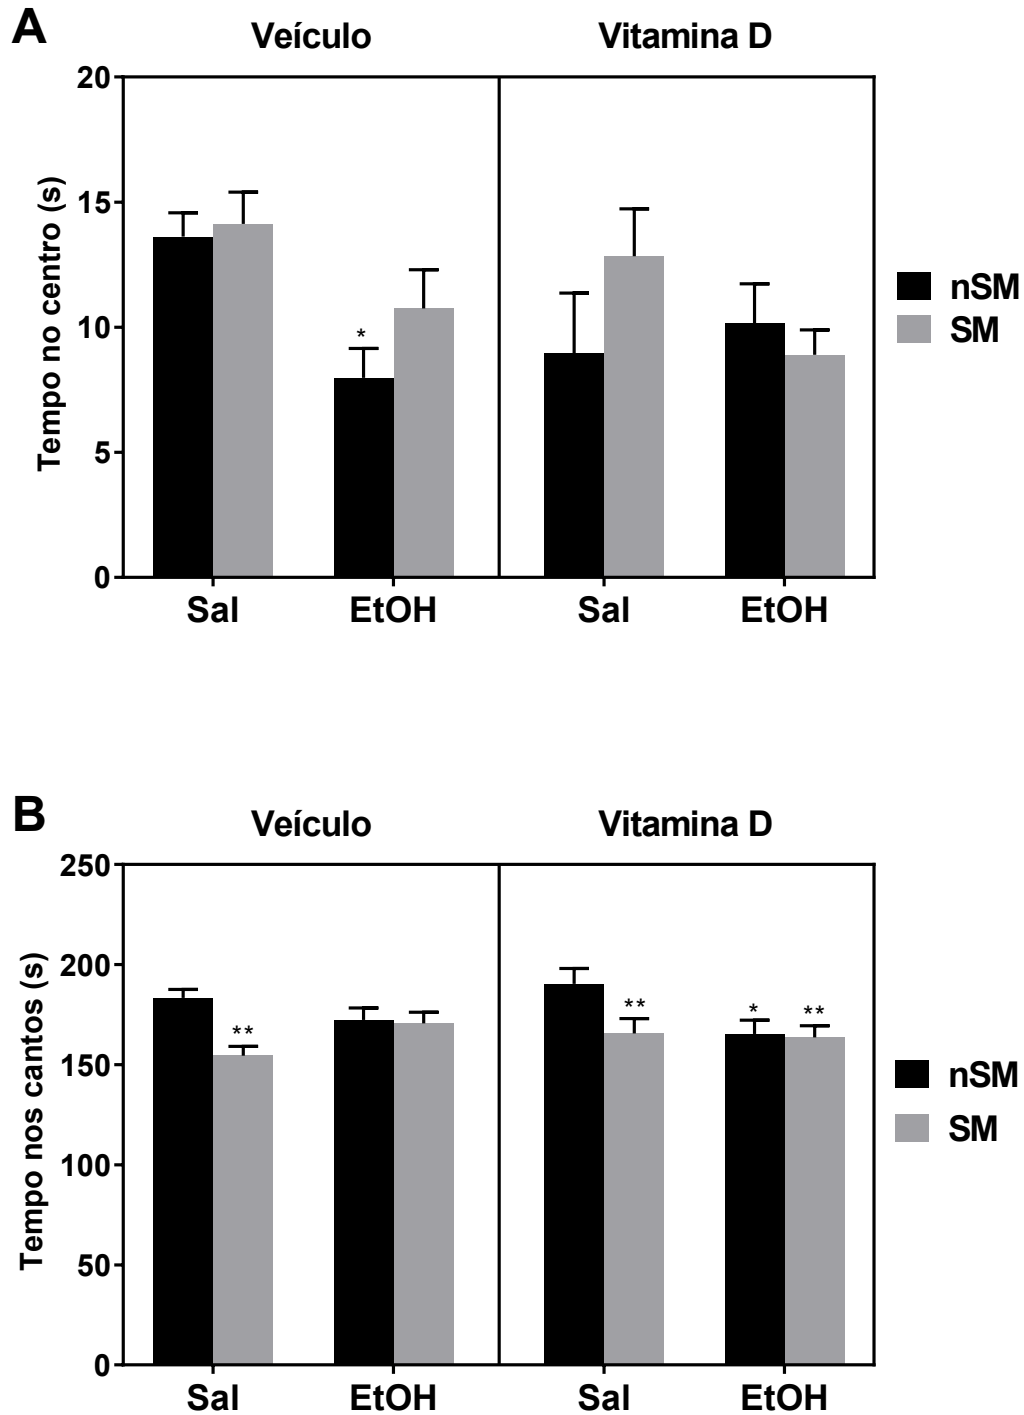 A
Veículo Vitamina D
Tempo no centro (s)
20
15
10
5
0
*
Sal EtOH Sal EtOH
nSM
SM
B
Veículo Vitamina D
Tempo nos cantos (s)
250
200
150
100
50
0
** ** * **
Sal EtOH Sal EtOH
nSM
SM